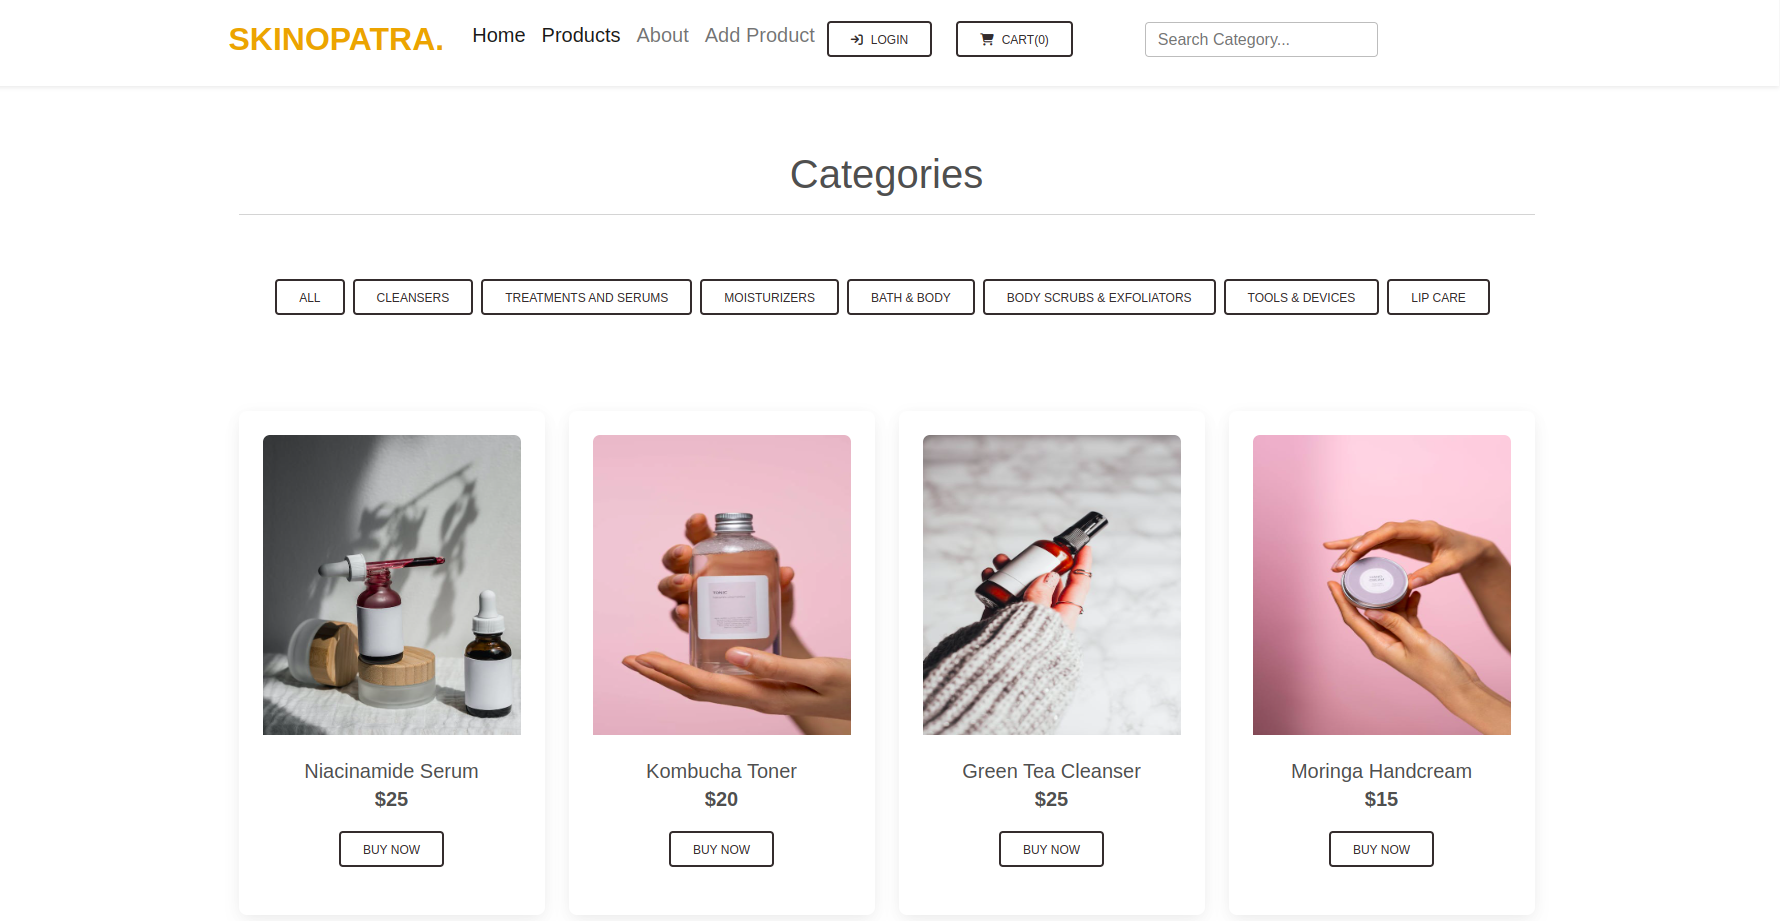 SKINOPATRA. Home Products About Add Product LOGIN CART(0) Search Category...
Categories
ALL CLEANSERS TREATMENTS AND SERUMS MOISTURIZERS BATH & BODY BODY SCRUBS & EXFOLIATORS TOOLS & DEVICES LIP CARE
TONIC
Niacinamide Serum
$25
BUY NOW
Kombucha Toner
$20
BUY NOW
Green Tea Cleanser
$25
BUY NOW
Moringa Handcream
$15
BUY NOW